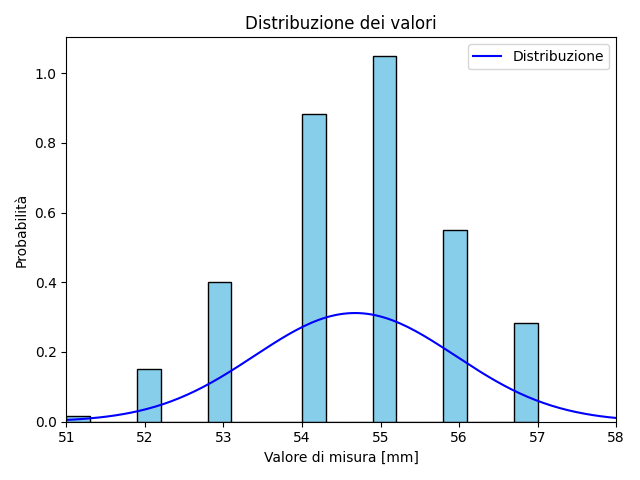 Distribuzione dei valori
Distribuzione
Probabilità
1.0
0.8
0.6
0.4
0.2
0.0
51 52 53 54 55 56 57 58
Valore di misura [mm]